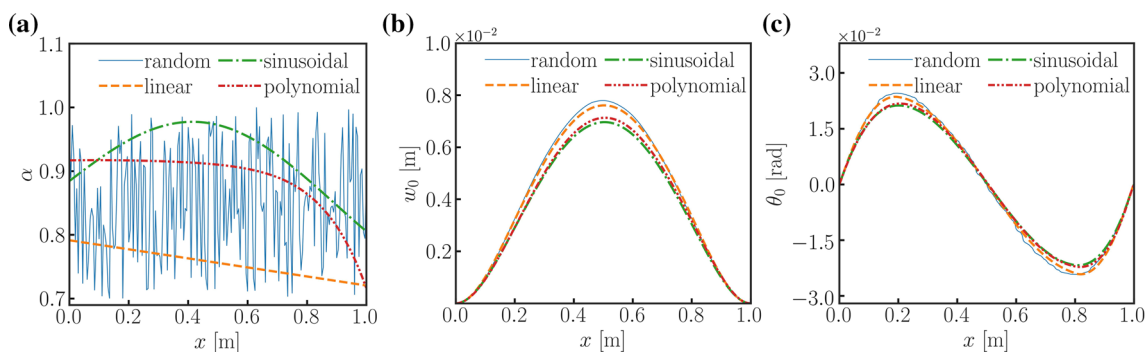 (a)
1.1
1.0
0.9
0.8
0.7
α
random
linear
sinusoidal
polynomial
0.0 0.2 0.4 0.6 0.8 1.0
x [m]
(b)
×10⁻²
1.0
0.8
0.6
0.4
0.2
w₀ [m]
random
linear
sinusoidal
polynomial
0.0 0.2 0.4 0.6 0.8 1.0
x [m]
(c)
×10⁻²
3.0
1.5
0.0
−1.5
−3.0
θ₀ [rad]
random
linear
sinusoidal
polynomial
0.0 0.2 0.4 0.6 0.8 1.0
x [m]